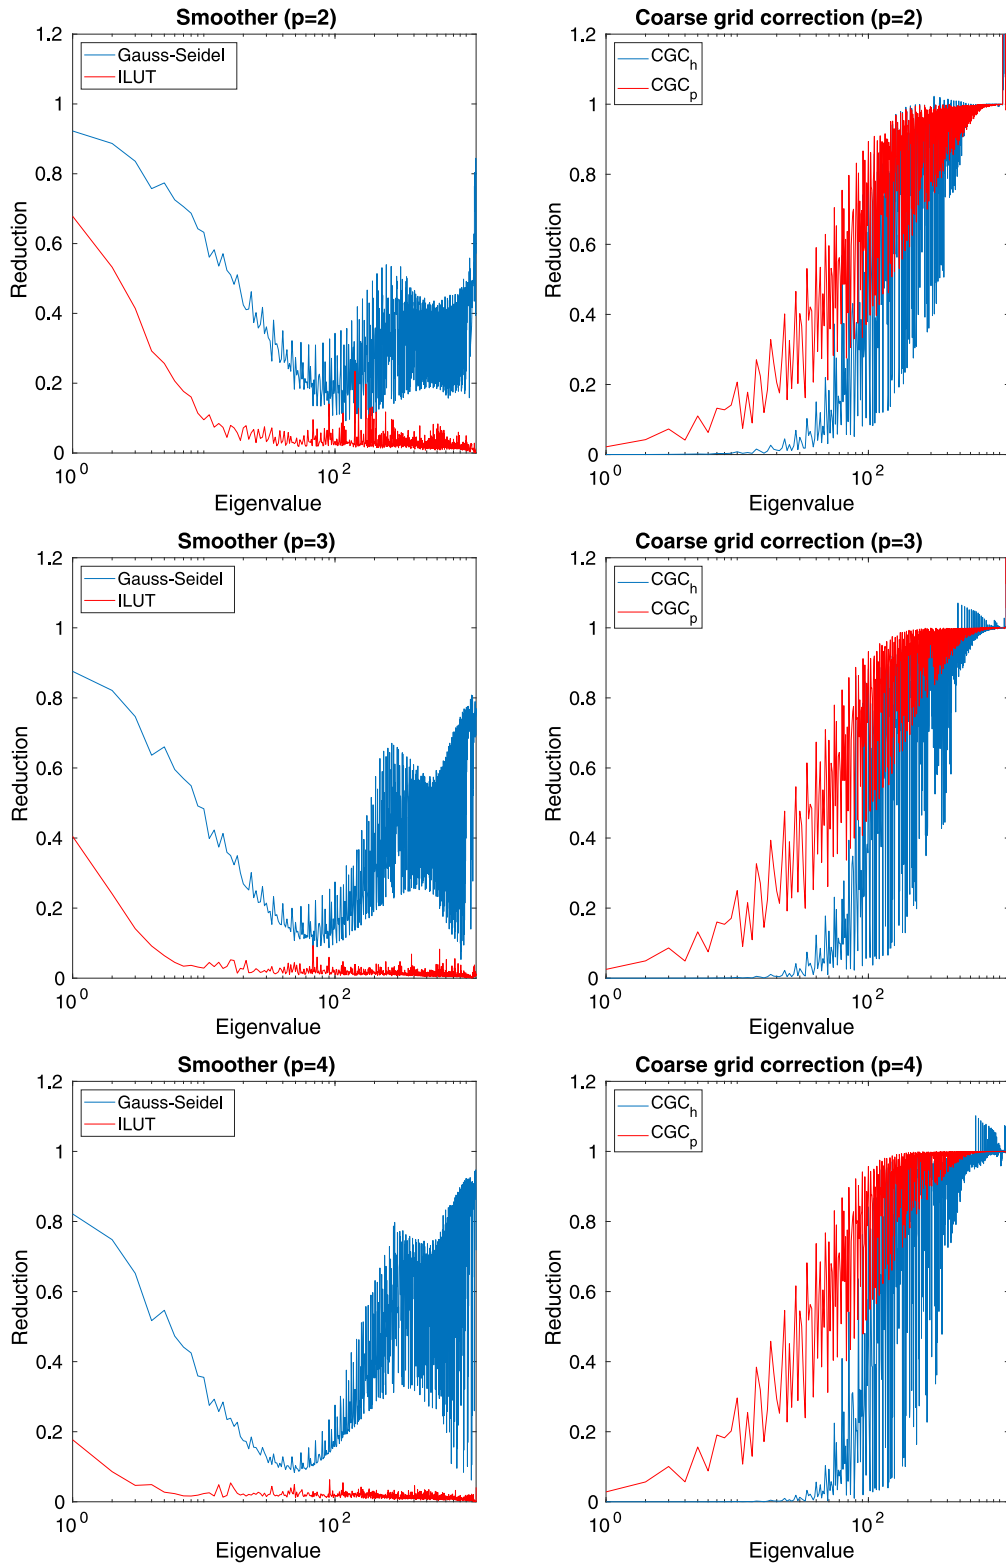 Smoother (p=2)
1.2
1
0.8
0.6
0.4
0.2
0
Reduction
Gauss-Seidel
ILUT
10^0
10^2
Eigenvalue
Coarse grid correction (p=2)
1.2
1
0.8
0.6
0.4
0.2
0
Reduction
CGC_h
CGC_p
10^0
10^2
Eigenvalue
Smoother (p=3)
1.2
1
0.8
0.6
0.4
0.2
0
Reduction
Gauss-Seidel
ILUT
10^0
10^2
Eigenvalue
Coarse grid correction (p=3)
1.2
1
0.8
0.6
0.4
0.2
0
Reduction
CGC_h
CGC_p
10^0
10^2
Eigenvalue
Smoother (p=4)
1.2
1
0.8
0.6
0.4
0.2
0
Reduction
Gauss-Seidel
ILUT
10^0
10^2
Eigenvalue
Coarse grid correction (p=4)
1.2
1
0.8
0.6
0.4
0.2
0
Reduction
CGC_h
CGC_p
10^0
10^2
Eigenvalue